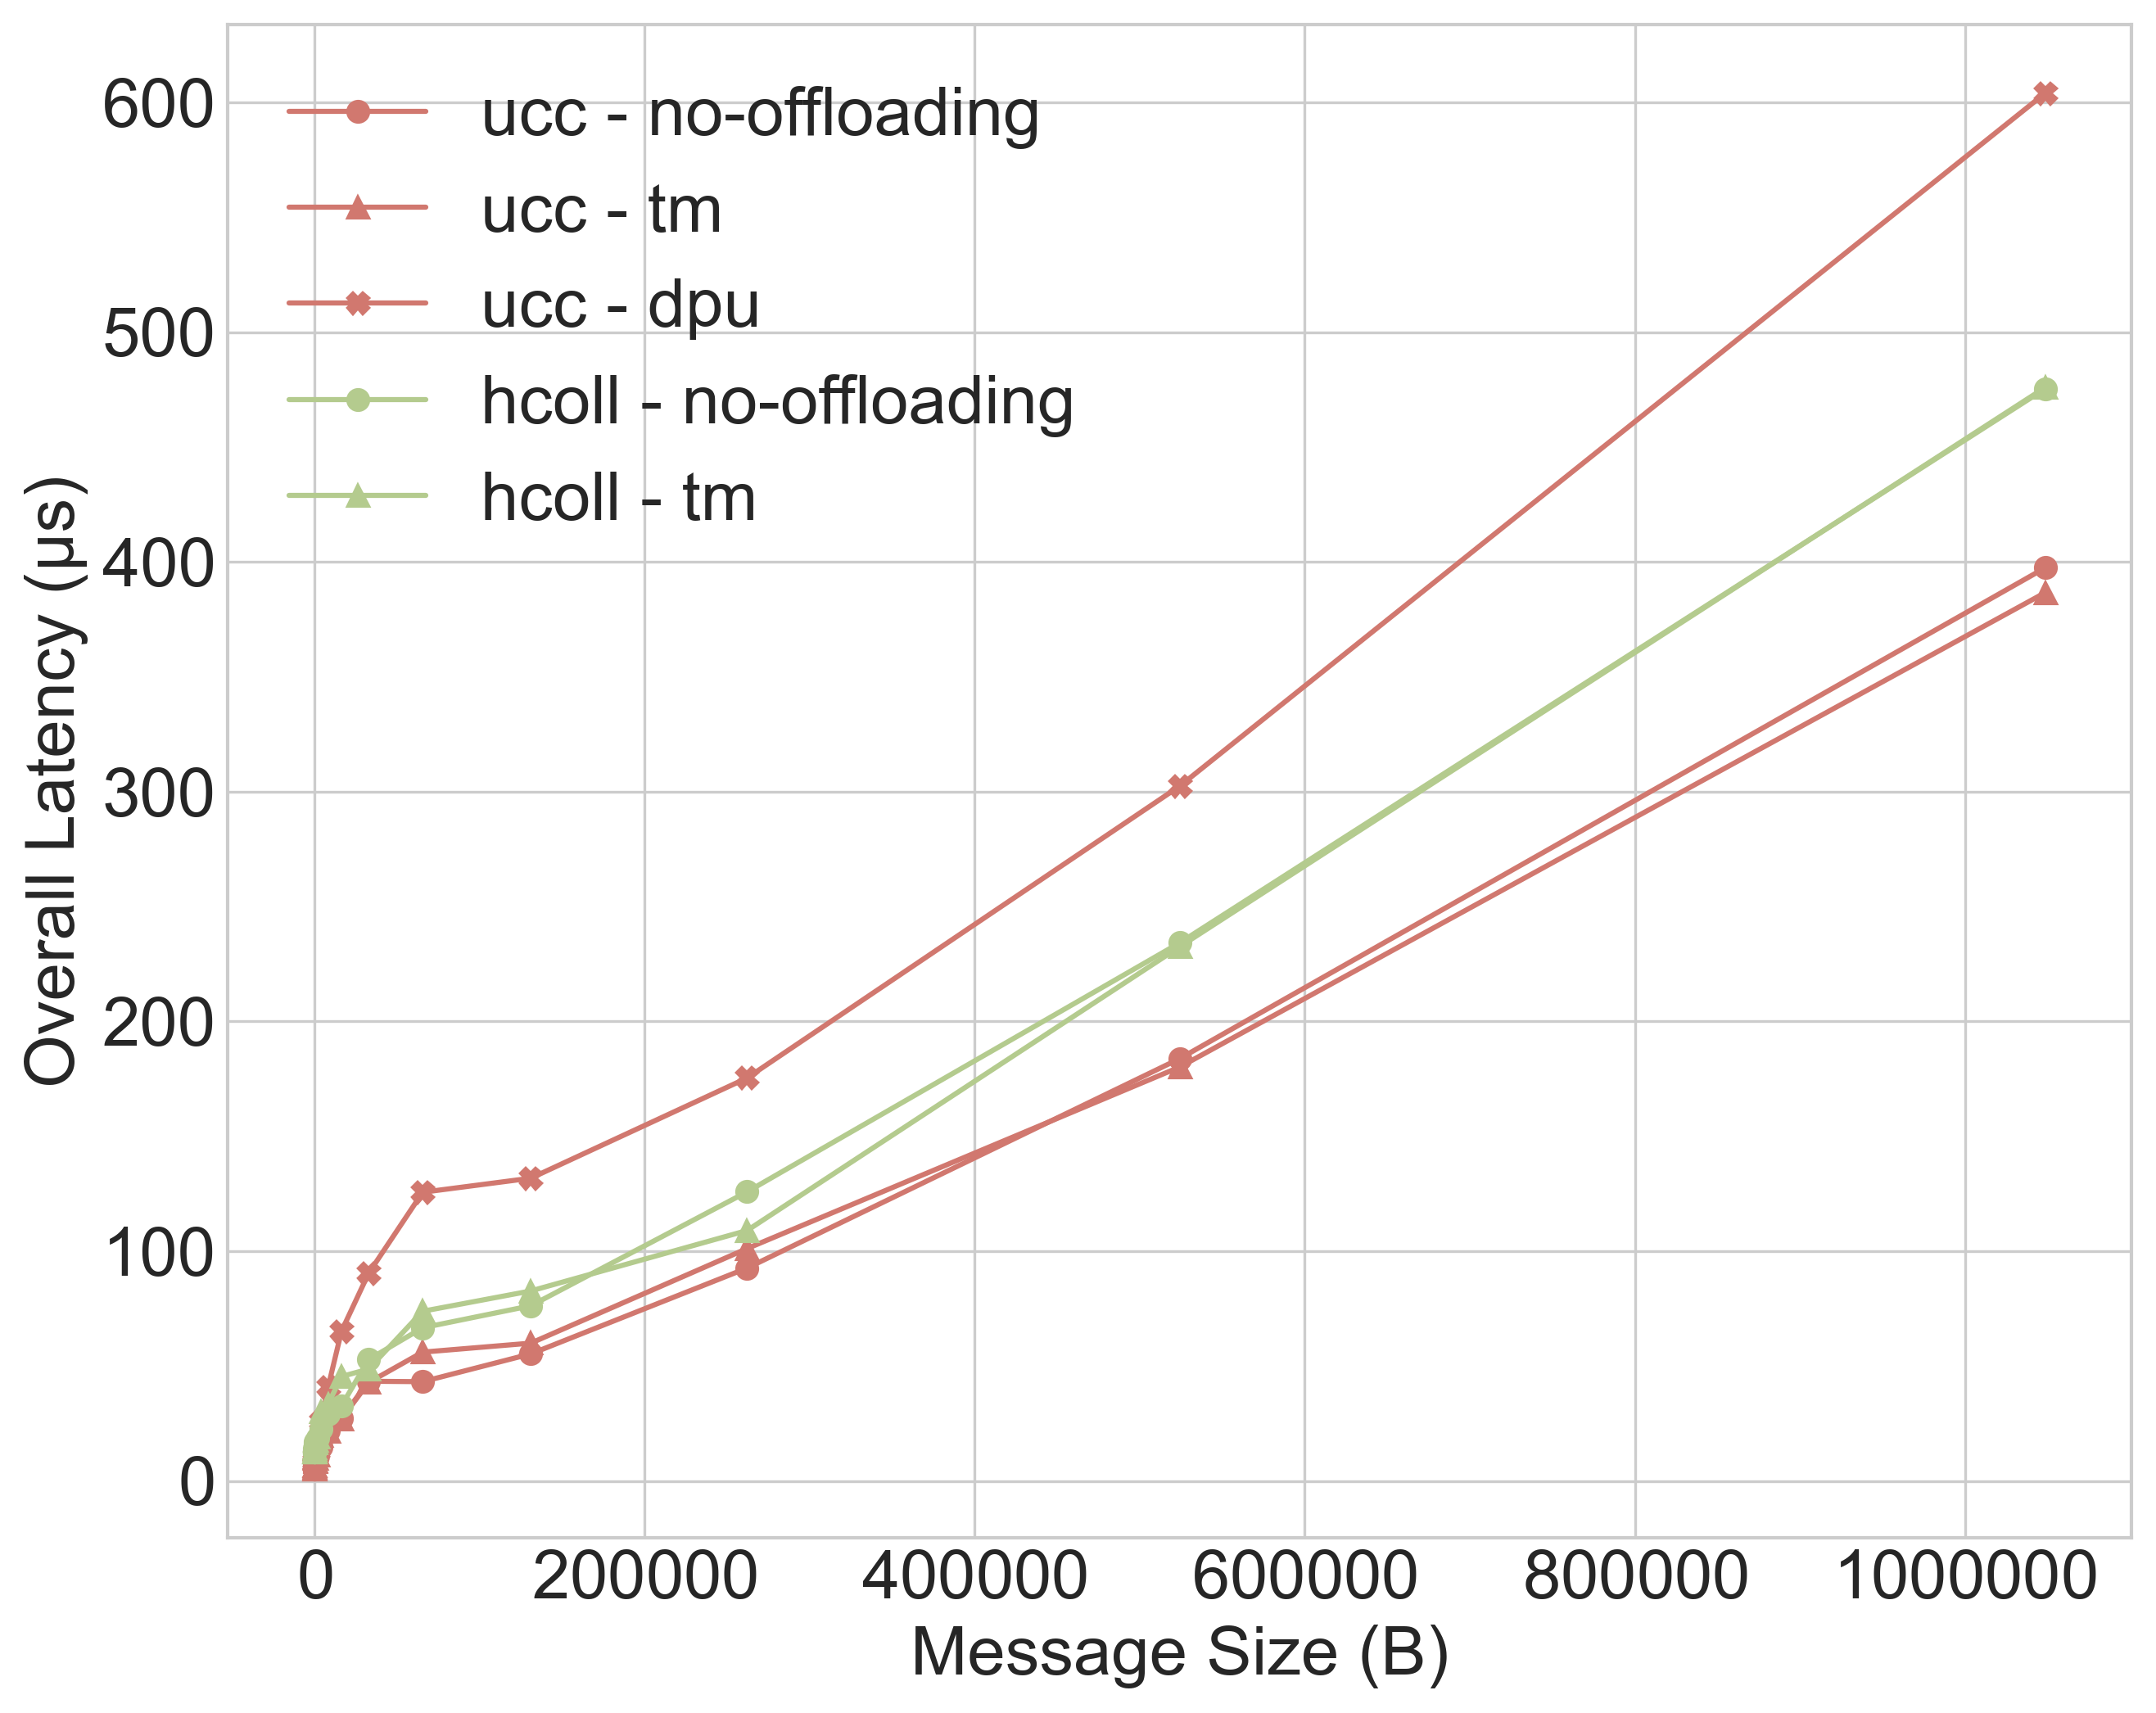 ucc - no-offloading
ucc - tm
ucc - dpu
hcoll - no-offloading
hcoll - tm
Overall Latency (µs)
600
500
400
300
200
100
0
0 200000 400000 600000 800000 1000000
Message Size (B)